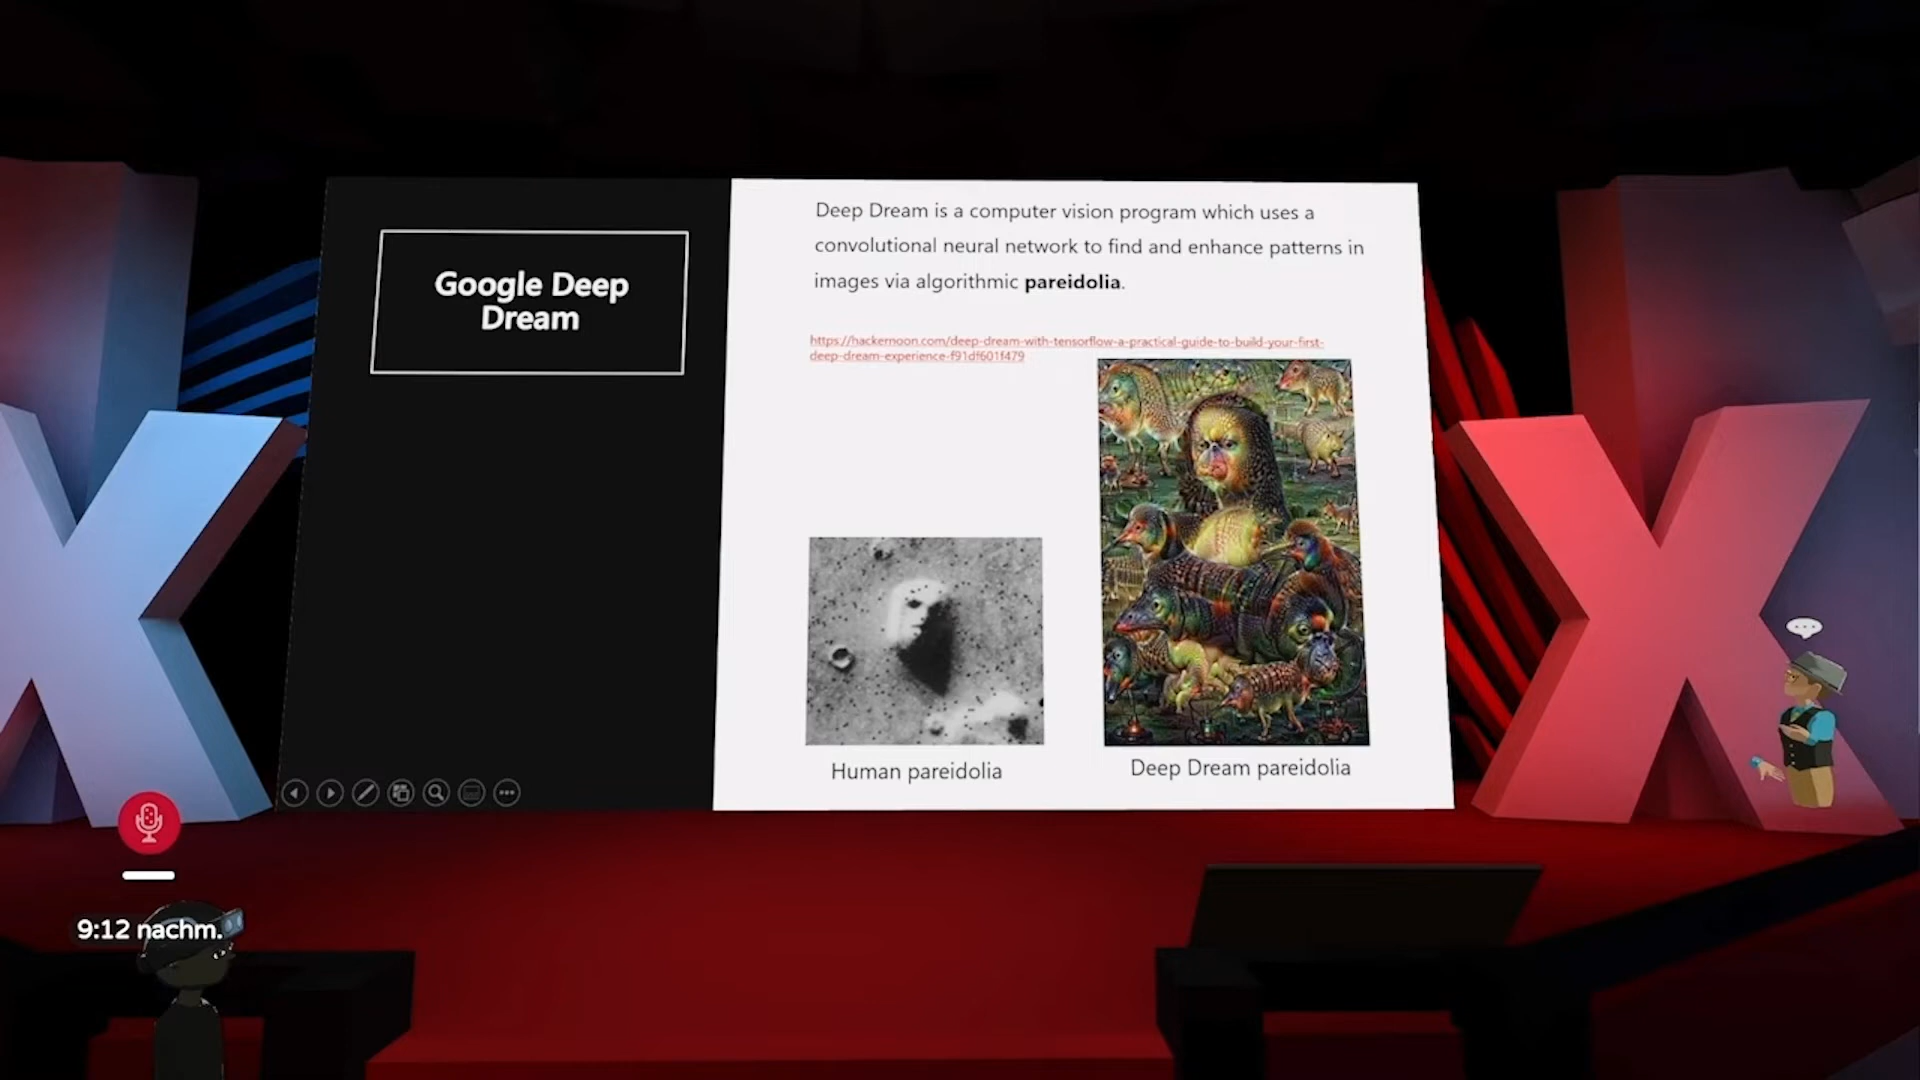 Google Deep
Dream
Deep Dream is a computer vision program which uses a
convolutional neural network to find and enhance patterns in
images via algorithmic pareidolia.
https://hackernoon.com/deep-dream-with-tensorflow-a-practical-guide-to-build-your-first-
deep-dream-experience-f91df601f479
Human pareidolia
Deep Dream pareidolia
X
X
9:12 nachm.